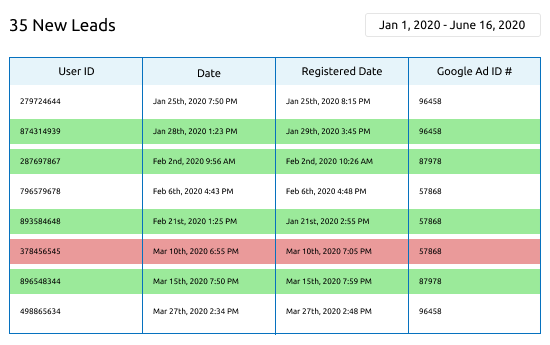 35 New Leads
Jan 1, 2020 - June 16, 2020
User ID Date Registered Date Google Ad ID #
279724644 Jan 25th, 2020 7:50 PM Jan 25th, 2020 8:15 PM 96458
874314939 Jan 28th, 2020 1:23 PM Jan 29th, 2020 3:45 PM 96458
287697867 Feb 2nd, 2020 9:56 AM Feb 2nd, 2020 10:26 AM 87978
796579678 Feb 6th, 2020 4:43 PM Feb 6th, 2020 4:48 PM 57868
893584648 Feb 21st, 2020 1:25 PM Jan 21st, 2020 2:55 PM 57868
378456545 Mar 10th, 2020 6:55 PM Mar 10th, 2020 7:05 PM 57868
896548344 Mar 15th, 2020 7:50 PM Mar 15th, 2020 7:59 PM 87978
498865634 Mar 27th, 2020 2:34 PM Mar 27th, 2020 2:48 PM 96458